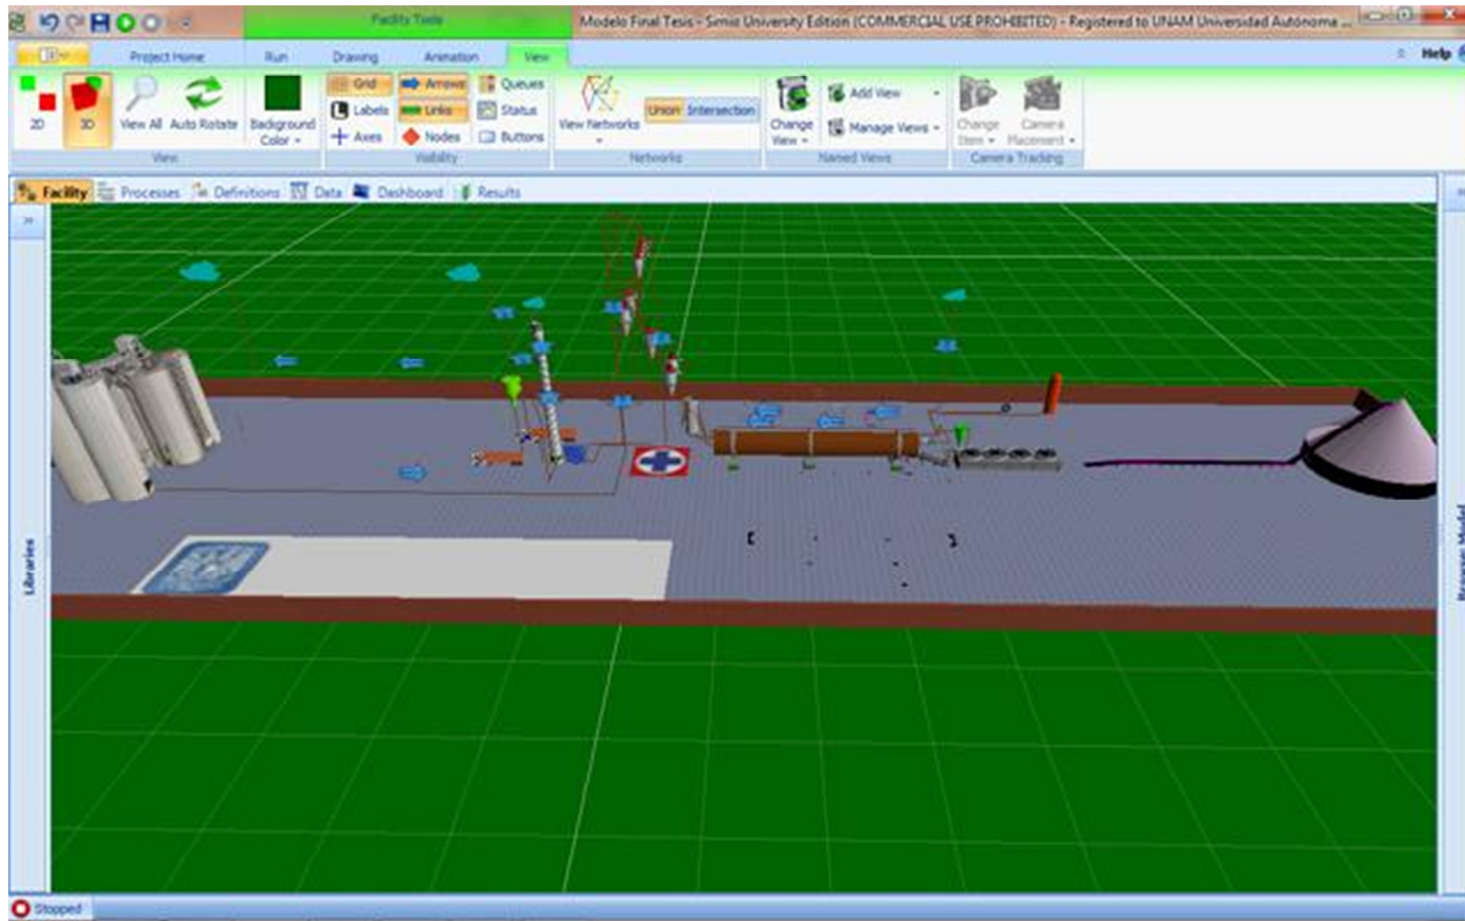 Facility Tools
Modelo Final Tesis - Simio University Edition (COMMERCIAL USE PROHIBITED) - Registered to UNAM Universidad Autónoma ...
Project Home Run Drawing Animation View Help
2D 3D View All Auto Rotate Background Color
Grid Arrows Queues
Labels Links Status
Axes Nodes Buttons
View Networks Union Intersection
Change View Add View
Manage Views
Change Item Camera Placement
View Visibility Networks Named Views Camera Tracking
Facility Processes Definitions Data Dashboard Results
Libraries
Stopped